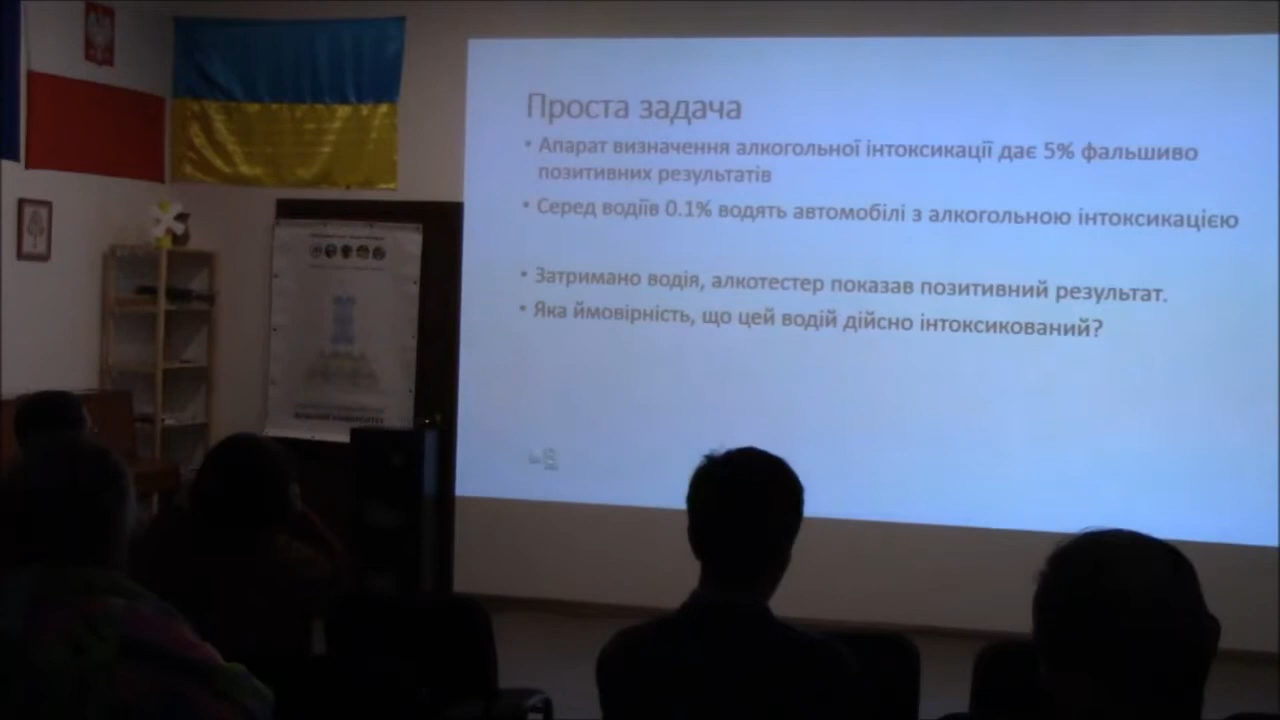 Проста задача
• Апарат визначення алкогольної інтоксикації дає 5% фальшиво
позитивних результатів
• Серед водіїв 0.1% водять автомобілі з алкогольною інтоксикацією
• Затримано водія, алкотестер показав позитивний результат.
• Яка ймовірність, що цей водій дійсно інтоксикований?